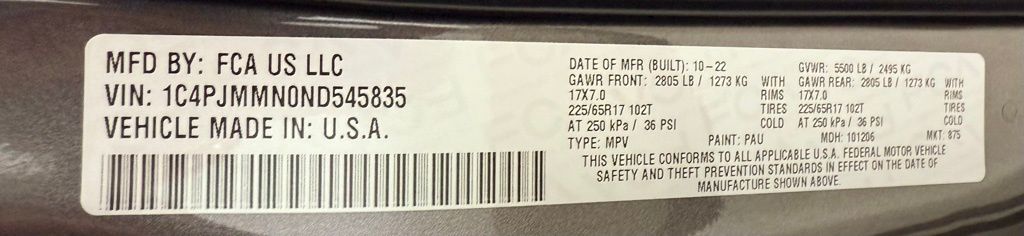 MFD BY: FCA US LLC
VIN: 1C4PJMMN0ND545835
VEHICLE MADE IN: U.S.A.
DATE OF MFR (BUILT): 10-22 GVWR: 5500 LB / 2495 KG
GAWR FRONT: 2805 LB / 1273 KG WITH GAWR REAR: 2805 LB / 1273 KG WITH
17X7.0 RIMS 17X7.0 RIMS
225/65R17 102T TIRES 225/65R17 102T TIRES
AT 250 kPa / 36 PSI COLD AT 250 kPa / 36 PSI COLD
TYPE: MPV PAINT: PAU MDH: 101206 MKT: 875
THIS VEHICLE CONFORMS TO ALL APPLICABLE U.S.A. FEDERAL MOTOR VEHICLE
SAFETY AND THEFT PREVENTION STANDARDS IN EFFECT ON THE DATE OF
MANUFACTURE SHOWN ABOVE.